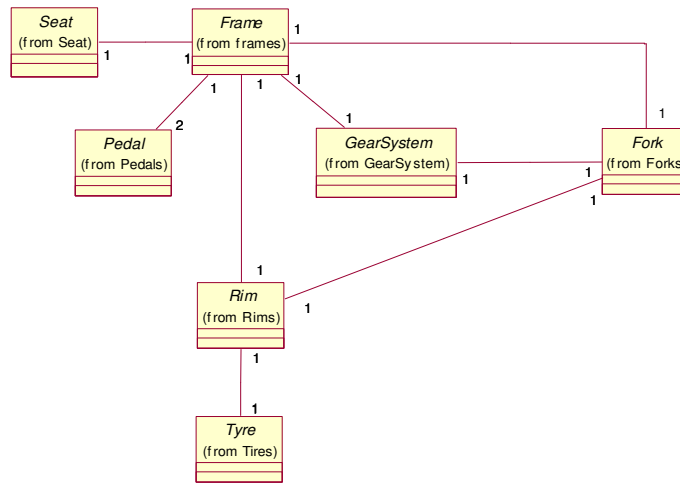 Seat
(from Seat)
1
Frame
(from frames)
1
1
1
1
1
1
2
Pedal
(from Pedals)
1
GearSystem
(from GearSystem)
1
1
Fork
(from Forks)
1
1
1
Rim
(from Rims)
1
1
1
Tyre
(from Tires)